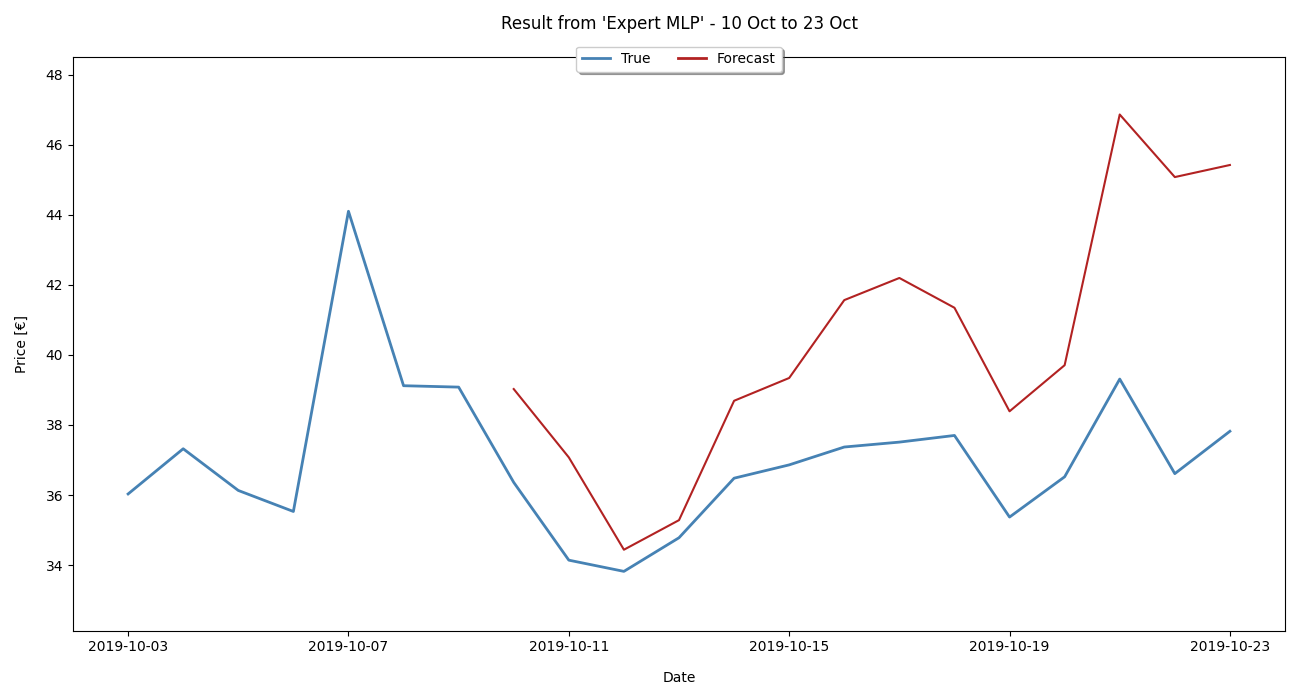 Result from 'Expert MLP' - 10 Oct to 23 Oct
True Forecast
48
46
44
42
40
38
36
34
Price [€]
2019-10-03 2019-10-07 2019-10-11 2019-10-15 2019-10-19 2019-10-23
Date